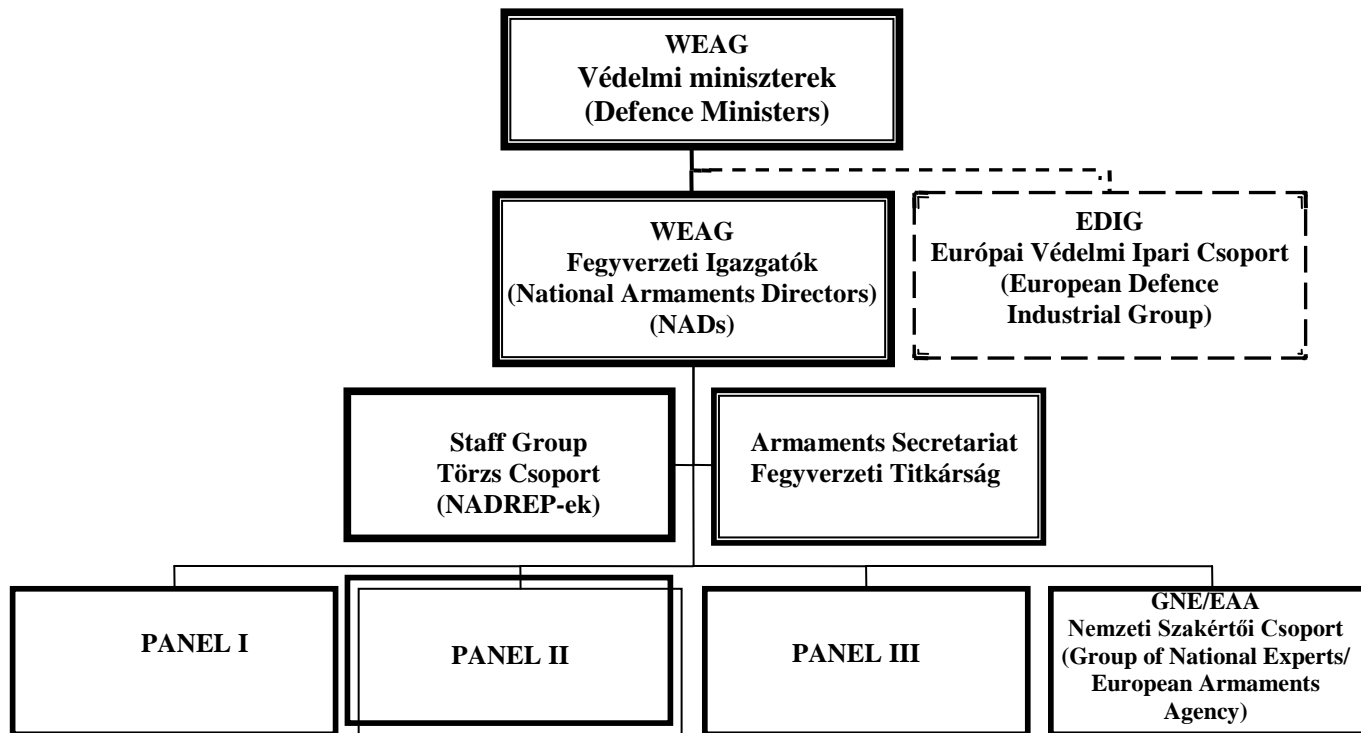 WEAG
Védelmi miniszterek
(Defence Ministers)
WEAG
Fegyverzeti Igazgatók
(National Armaments Directors)
(NADs)
EDIG
Európai Védelmi Ipari Csoport
(European Defence
Industrial Group)
Staff Group
Törzs Csoport
(NADREP-ek)
Armaments Secretariat
Fegyverzeti Titkárság
PANEL I
PANEL II
PANEL III
GNE/EAA
Nemzeti Szakértői Csoport
(Group of National Experts/
European Armaments
Agency)